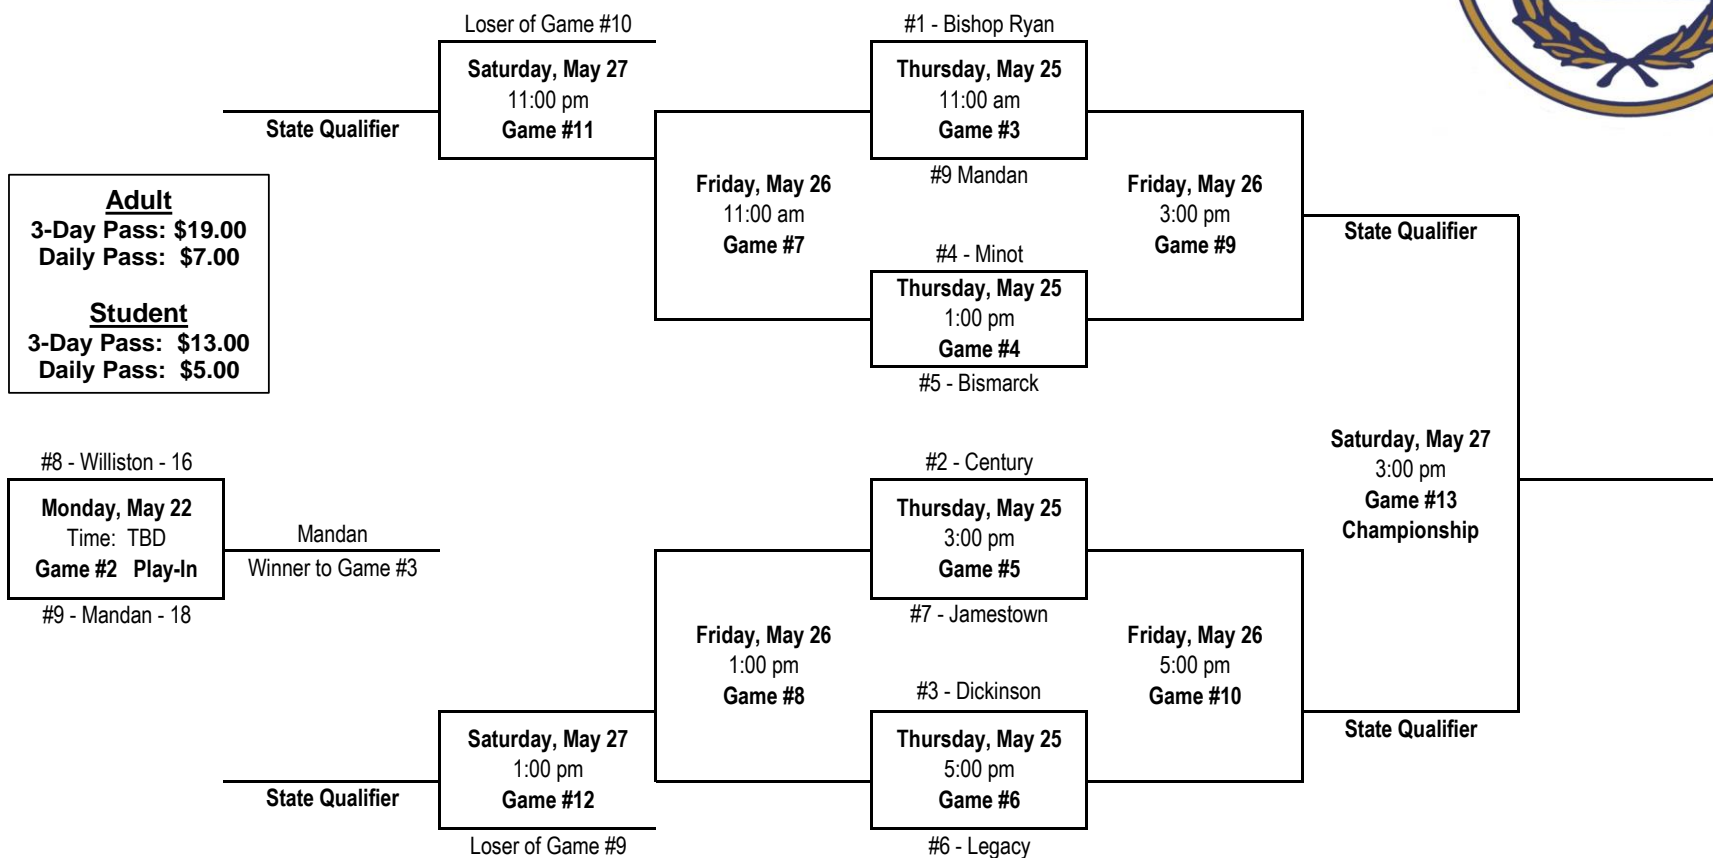 Loser of Game #10
Saturday, May 27
11:00 pm
Game #11
State Qualifier
#1 - Bishop Ryan
Thursday, May 25
11:00 am
Game #3
#9 Mandan
Friday, May 26
11:00 am
Game #7
Friday, May 26
3:00 pm
Game #9
State Qualifier
#4 - Minot
Thursday, May 25
1:00 pm
Game #4
#5 - Bismarck
Adult
3-Day Pass: $19.00
Daily Pass: $7.00
Student
3-Day Pass: $13.00
Daily Pass: $5.00
#8 - Williston - 16
Monday, May 22
Time: TBD
Game #2 Play-In
#9 - Mandan - 18
Mandan
Winner to Game #3
#2 - Century
Thursday, May 25
3:00 pm
Game #5
#7 - Jamestown
Saturday, May 27
3:00 pm
Game #13
Championship
Friday, May 26
1:00 pm
Game #8
Friday, May 26
5:00 pm
Game #10
State Qualifier
#3 - Dickinson
Thursday, May 25
5:00 pm
Game #6
#6 - Legacy
Saturday, May 27
1:00 pm
Game #12
State Qualifier
Loser of Game #9